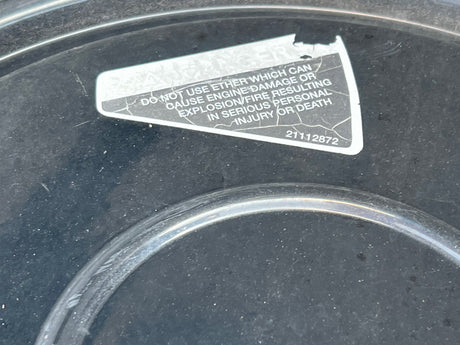 DO NOT USE ETHER WHICH CAN
CAUSE ENGINE DAMAGE OR
EXPLOSION/FIRE RESULTING
IN SERIOUS PERSONAL
INJURY OR DEATH
21112872